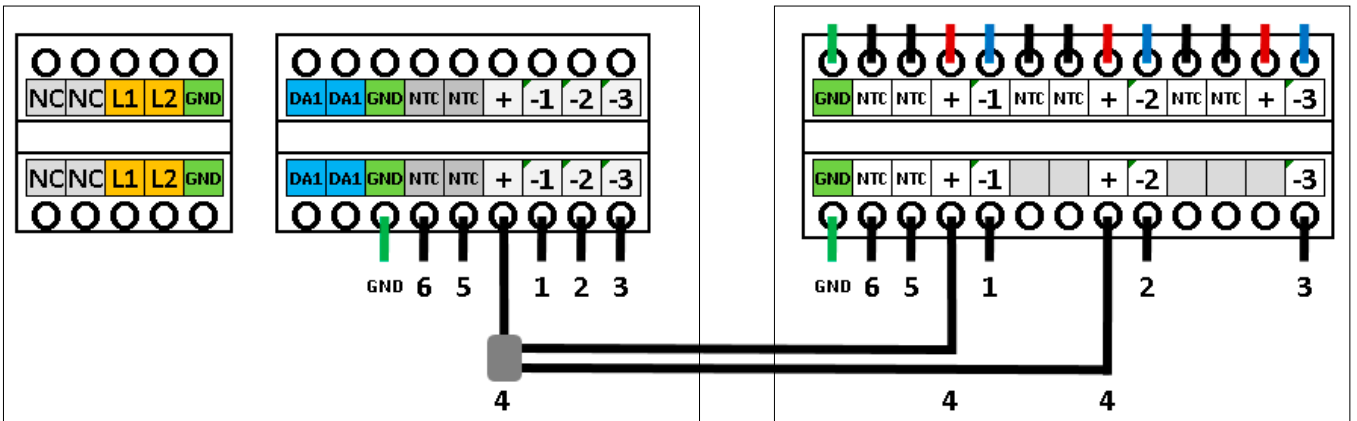 NC NC L1 L2 GND DA1 DA1 GND NTC NTC + -1 -2 -3 GND NTC NTC + -1 NTC NTC + -2 NTC NTC + -3
NC NC L1 L2 GND DA1 DA1 GND NTC NTC + -1 -2 -3 GND NTC NTC + -1 + -2 -3
GND 6 5 1 2 3 GND 6 5 1 2 3
4 4 4